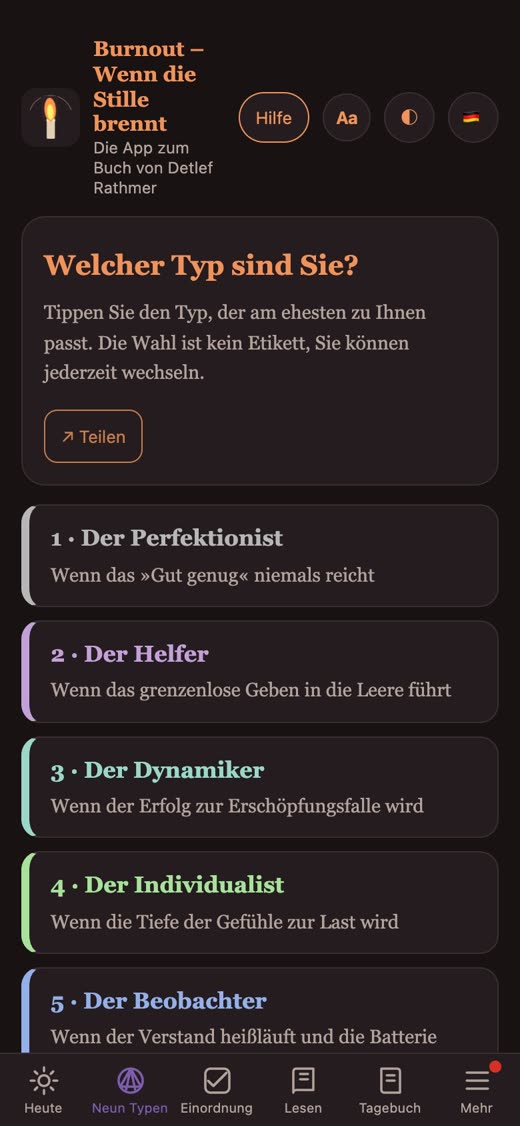 Burnout –
Wenn die
Stille
brennt
Die App zum
Buch von Detlef
Rathmer
Hilfe
Aa
Welcher Typ sind Sie?
Tippen Sie den Typ, der am ehesten zu Ihnen
passt. Die Wahl ist kein Etikett, Sie können
jederzeit wechseln.
↗ Teilen
1 · Der Perfektionist
Wenn das »Gut genug« niemals reicht
2 · Der Helfer
Wenn das grenzenlose Geben in die Leere führt
3 · Der Dynamiker
Wenn der Erfolg zur Erschöpfungsfalle wird
4 · Der Individualist
Wenn die Tiefe der Gefühle zur Last wird
5 · Der Beobachter
Wenn der Verstand heißläuft und die Batterie
Heute
Neun Typen
Einordnung
Lesen
Tagebuch
Mehr